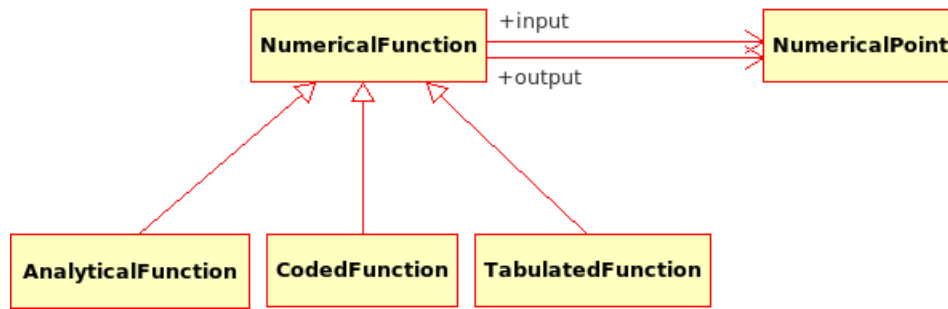 +input
NumericalFunction
NumericalPoint
+output
AnalyticalFunction
CodedFunction
TabulatedFunction